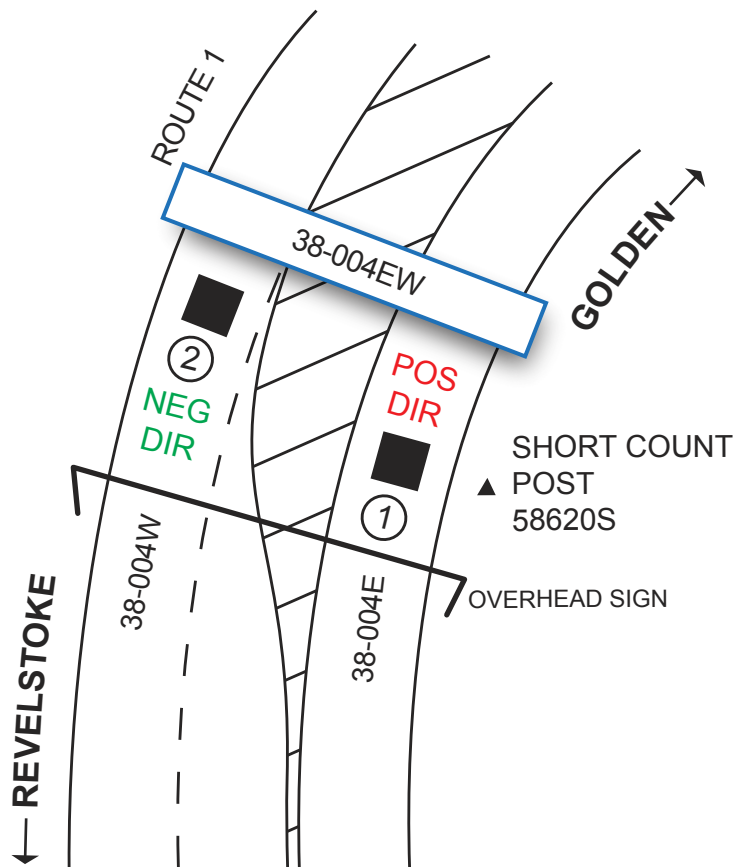 ROUTE 1
38-004EW
GOLDEN
2
NEG
DIR
POS
DIR
1
SHORT COUNT
POST
58620S
38-004W
38-004E
OVERHEAD SIGN
REVELSTOKE